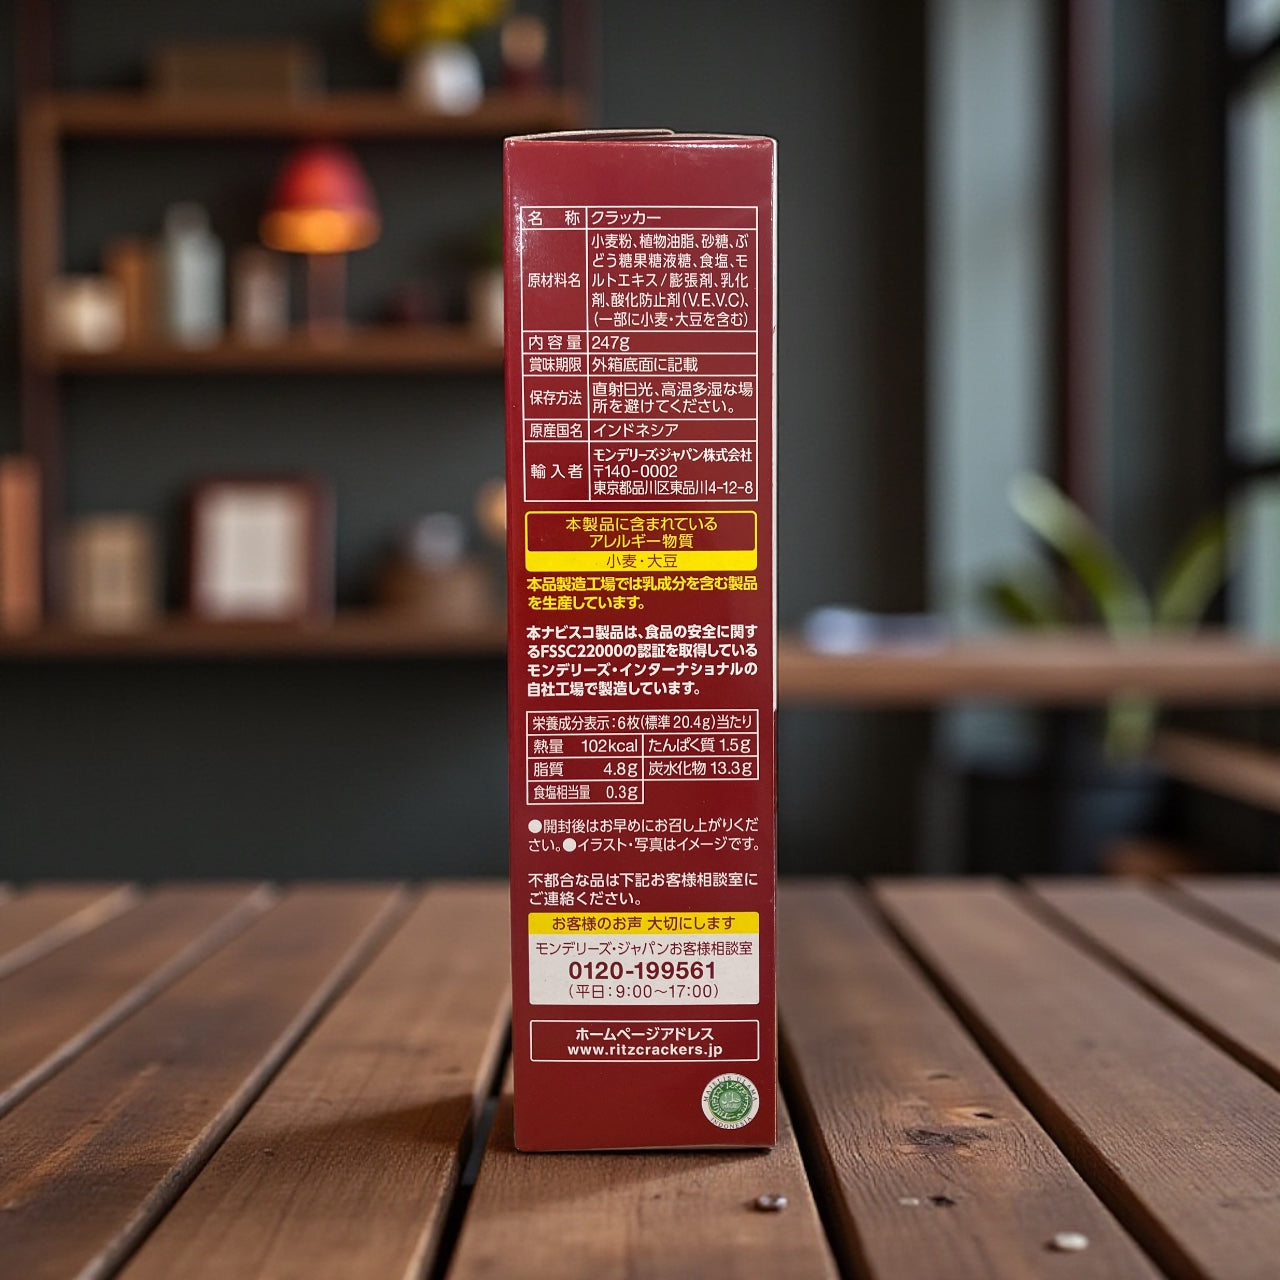 名 称 クラッカー
原材料名 小麦粉、植物油脂、砂糖、ぶ
どう糖果糖液糖、食塩、モ
ルトエキス/膨張剤、乳化
剤、酸化防止剤(V.E、V.C)、
(一部に小麦・大豆を含む)
内容量 247g
賞味期限 外箱底面に記載
保存方法 直射日光、高温多湿な場
所を避けてください。
原産国名 インドネシア
輸入者 モンデリーズ・ジャパン株式会社
〒140-0002
東京都品川区東品川4-12-8
本製品に含まれている
アレルギー物質
小麦・大豆
本品製造工場では乳成分を含む製品
を生産しています。
本ナビスコ製品は、食品の安全に関す
るFSSC22000の認証を取得している
モンデリーズ・インターナショナルの
自社工場で製造しています。
栄養成分表示:6枚(標準20.4g)当たり
熱量 102kcal たんぱく質 1.5g
脂質 4.8g 炭水化物 13.3g
食塩相当量 0.3g
●開封後はお早めにお召し上がりくだ
さい。●イラスト・写真はイメージです。
不都合な品は下記お客様相談室に
ご連絡ください。
お客様のお声 大切にします
モンデリーズ・ジャパンお客様相談室
0120-199561
(平日:9:00～17:00)
ホームページアドレス
www.ritzcrackers.jp
MAJELIS ULAMA
INDONESIA